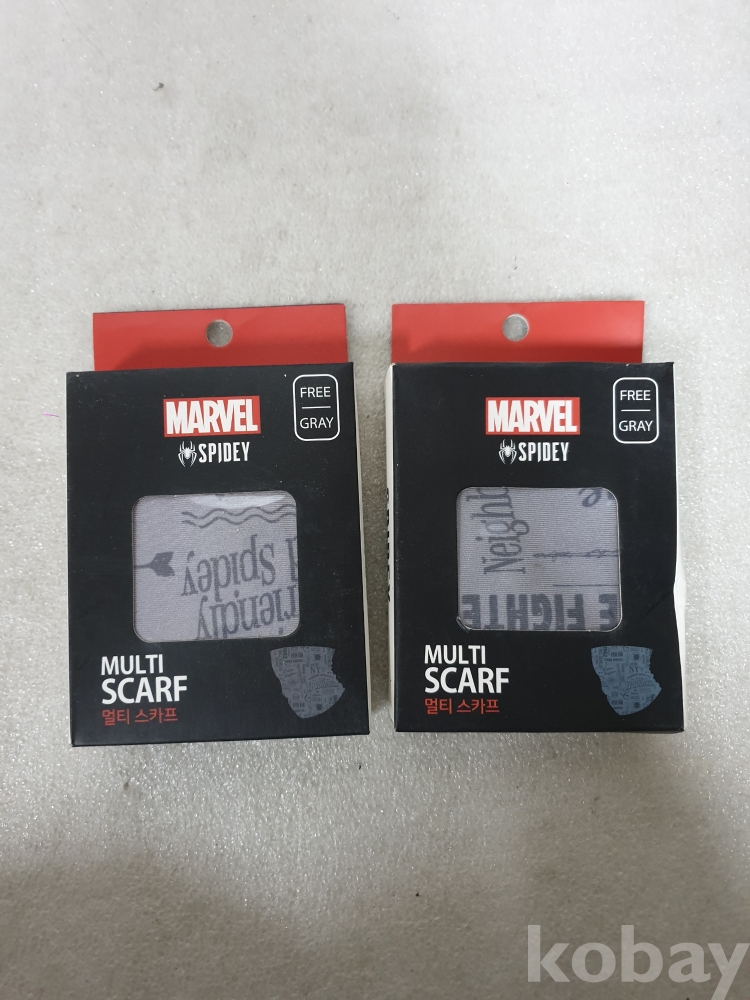 MARVEL
SPIDEY
FREE
GRAY
Spidey
riendly
MULTI
SCARF
멀티 스카프
MARVEL
SPIDEY
FREE
GRAY
Neighb
E FIGHTE
MULTI
SCARF
멀티 스카프
kobay